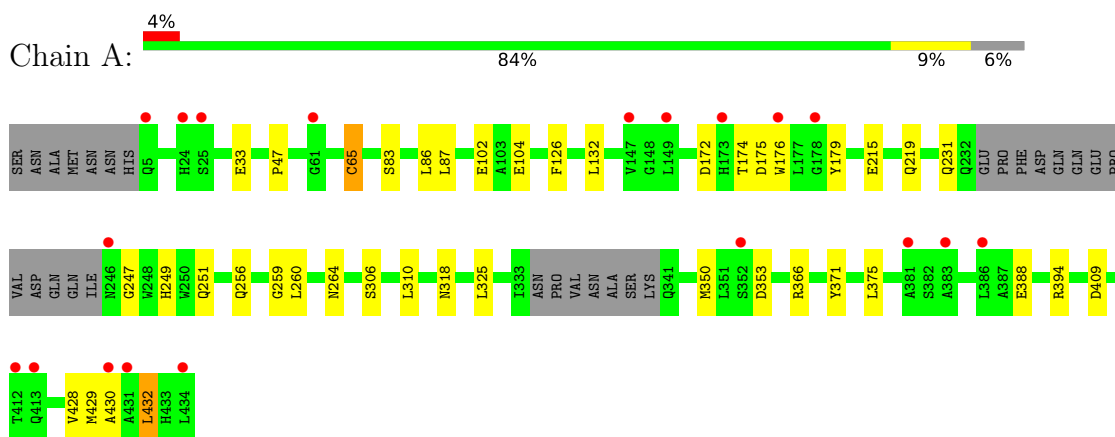 4%
Chain A:
84% 9% 6%
SER ASN ALA MET ASN ASN HIS Q5 H24 S25 E33 P47 G61 C65 S83 L86 L87 E102 A103 E104 F126 L132 V147 G148 L149 D172 H173 T174 D175 W176 L177 G178 Y179 E215 Q219 Q231 Q232 GLU PRO PHE ASP GLN GLN GLU PRO
VAL ASP GLN GLN ILE N246 G247 W248 H249 W250 Q251 Q256 G259 L260 N264 S306 L310 N318 L325 I333 ASN PRO VAL ASN ALA SER LYS Q341 M350 L351 S352 D353 R366 Y371 L375 A381 S382 A383 L386 A387 E388 R394 D409
T412 Q413 V428 M429 A430 A431 L432 H433 L434